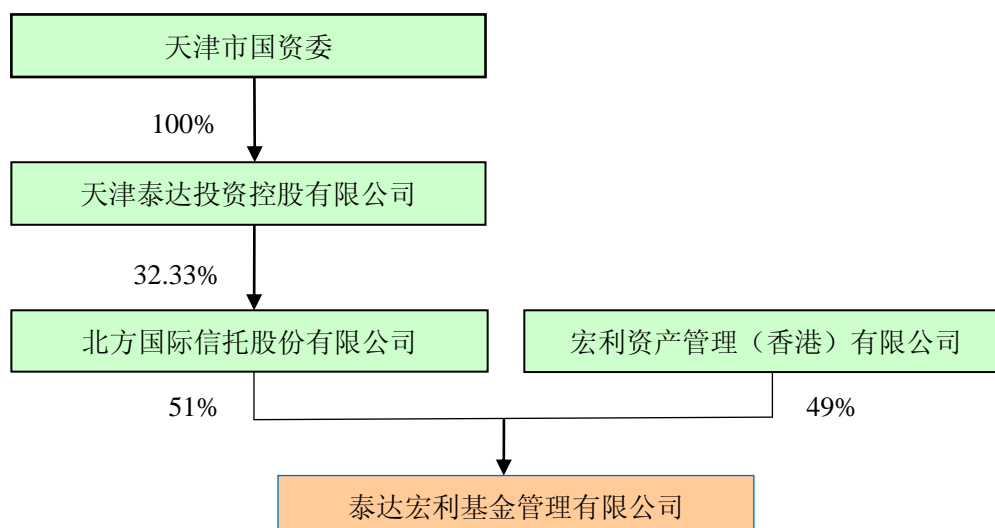 天津市国资委
100%
天津泰达投资控股有限公司
32.33%
北方国际信托股份有限公司
宏利资产管理（香港）有限公司
51%
49%
泰达宏利基金管理有限公司